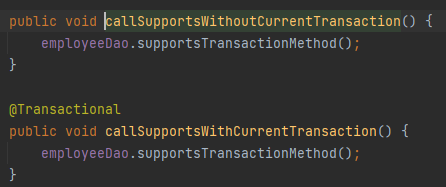 public void callSupportsWithoutCurrentTransaction() {
    employeeDao.supportsTransactionMethod();
}
@Transactional
public void callSupportsWithCurrentTransaction() {
    employeeDao.supportsTransactionMethod();
}